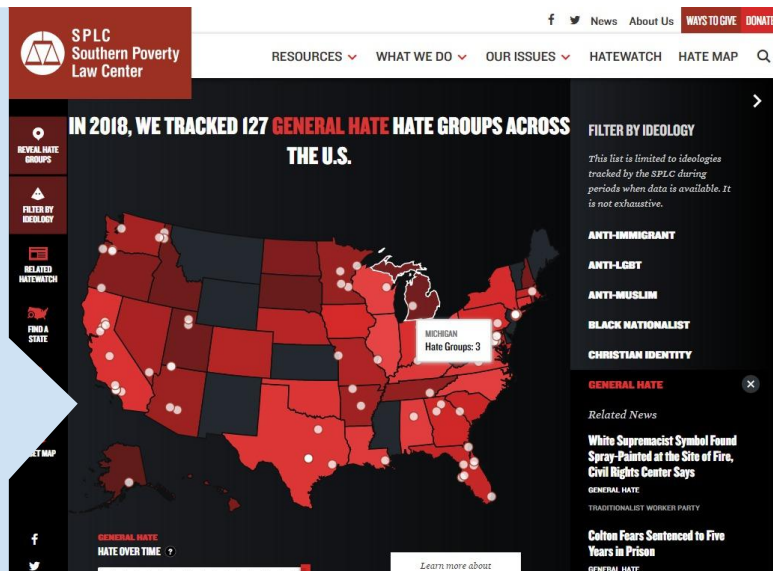 News About Us WAYS TO GIVE DONATE
SPLC
Southern Poverty
Law Center
RESOURCES WHAT WE DO OUR ISSUES HATEWATCH HATE MAP
IN 2018, WE TRACKED 127 GENERAL HATE HATE GROUPS ACROSS
THE U.S.
REVEAL HATE
GROUPS
FILTER BY
IDEOLOGY
RELATED
HATEWATCH
FIND A
STATE
MAP
MICHIGAN
Hate Groups: 3
GENERAL HATE
HATE OVER TIME ?
Learn more about
FILTER BY IDEOLOGY
This list is limited to ideologies
tracked by the SPLC during
periods when data is available. It
is not exhaustive.
ANTI-IMMIGRANT
ANTI-LGBT
ANTI-MUSLIM
BLACK NATIONALIST
CHRISTIAN IDENTITY
GENERAL HATE
Related News
White Supremacist Symbol Found
Spray-Painted at the Site of Fire,
Civil Rights Center Says
GENERAL HATE
TRADITIONALIST WORKER PARTY
Colton Fears Sentenced to Five
Years in Prison
GENERAL HATE